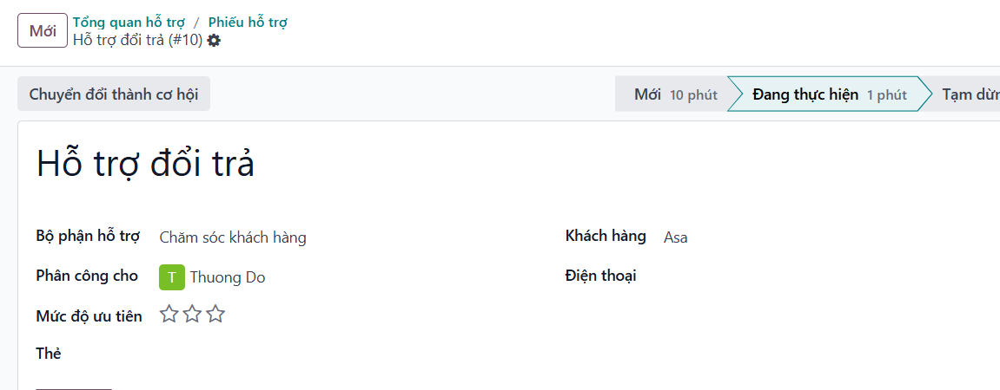 Mới
Tổng quan hỗ trợ / Phiếu hỗ trợ
Hỗ trợ đổi trả (#10)
Chuyển đổi thành cơ hội
Mới 10 phút Đang thực hiện 1 phút Tạm
Hỗ trợ đổi trả
Bộ phận hỗ trợ Chăm sóc khách hàng Khách hàng Asa
Phân công cho T Thuong Do Điện thoại
Mức độ ưu tiên
Thẻ